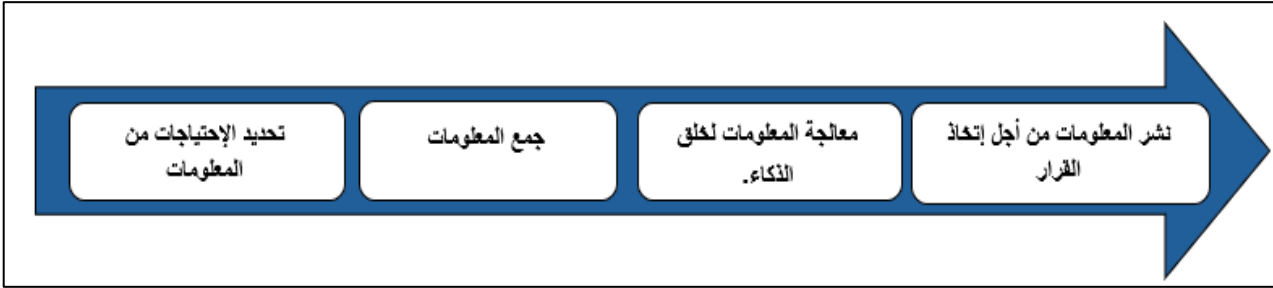 تحديد الإحتياجات من
المعلومات
جمع المعلومات
معالجة المعلومات لخلق
الذكاء.
نشر المعلومات من أجل إتخاذ
القرار